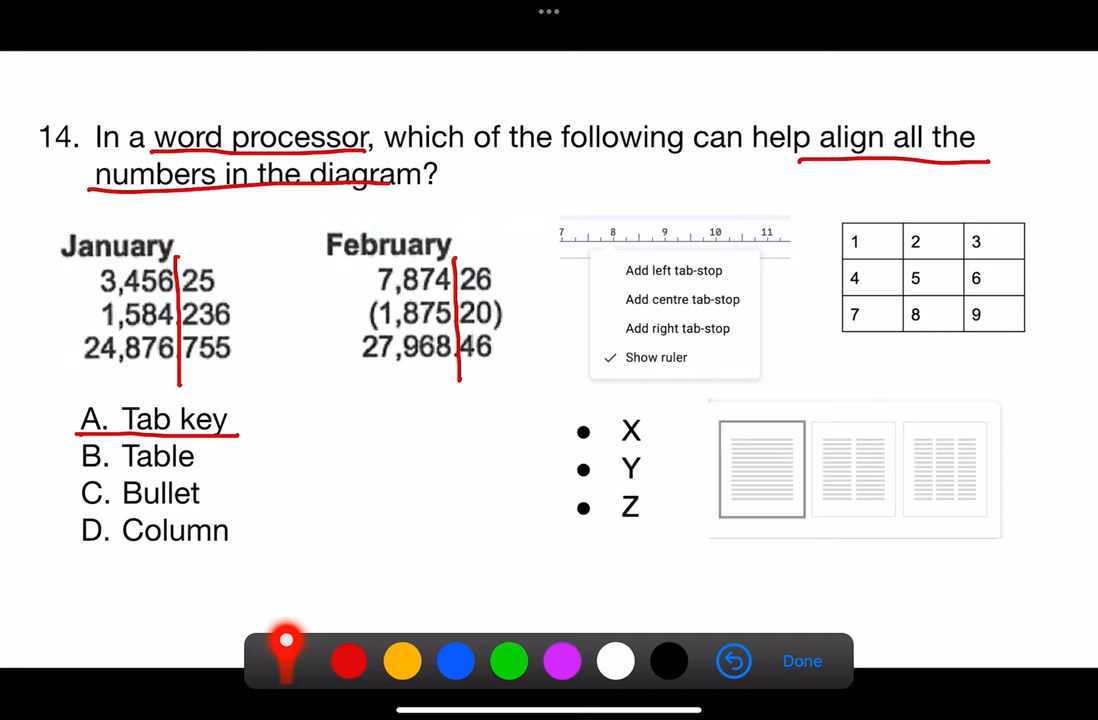 14. In a word processor, which of the following can help align all the
numbers in the diagram?
January
3,456.25
1,584.236
24,876.755
February
7,874.26
(1,875.20)
27,968.46
7 8 9 10 11
Add left tab-stop
Add centre tab-stop
Add right tab-stop
✓ Show ruler
1 2 3
4 5 6
7 8 9
A. Tab key
B. Table
C. Bullet
D. Column
● X
● Y
● Z
Done